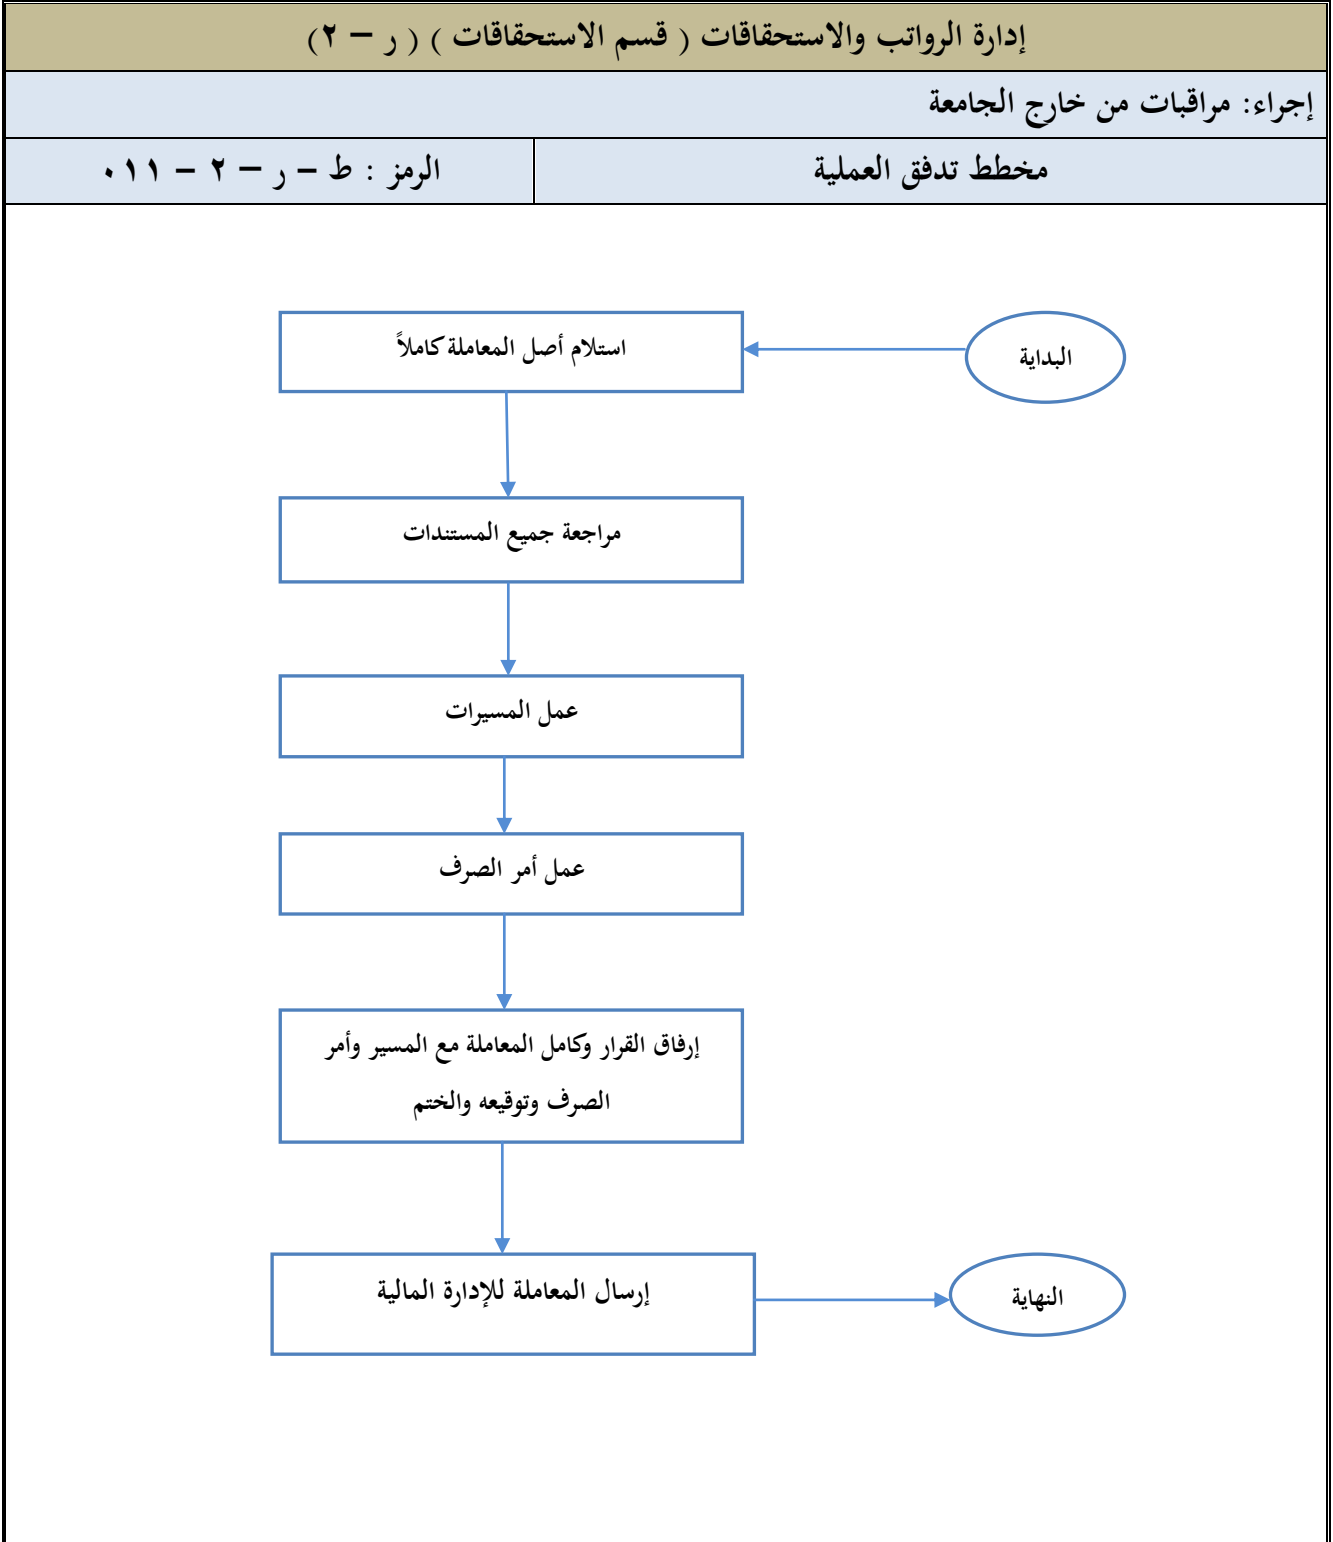 إدارة الرواتب والاستحقاقات ( قسم الاستحقاقات ) ( ر – ٢)
إجراء: مراقبات من خارج الجامعة
مخطط تدفق العملية
الرمز : ط – ر – ٢ – ٠١١
البداية
استلام أصل المعاملة كاملاً
مراجعة جميع المستندات
عمل المسيرات
عمل أمر الصرف
إرفاق القرار وكامل المعاملة مع المسير وأمر
الصرف وتوقيعه والختم
إرسال المعاملة للإدارة المالية
النهاية